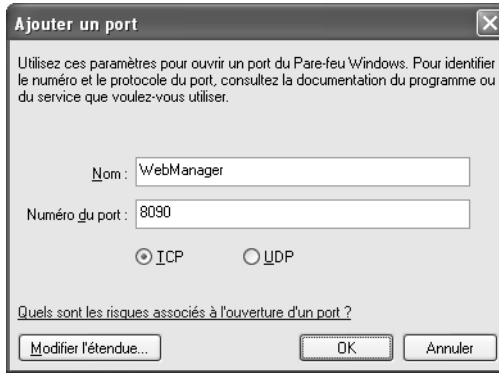 Ajouter un port
Utilisez ces paramètres pour ouvrir un port du Pare-feu Windows. Pour identifier
le numéro et le protocole du port, consultez la documentation du programme ou
du service que voulez-vous utiliser.
Nom : WebManager
Numéro du port : 8090
TCP UDP
Quels sont les risques associés à l'ouverture d'un port ?
Modifier l'étendue... OK Annuler